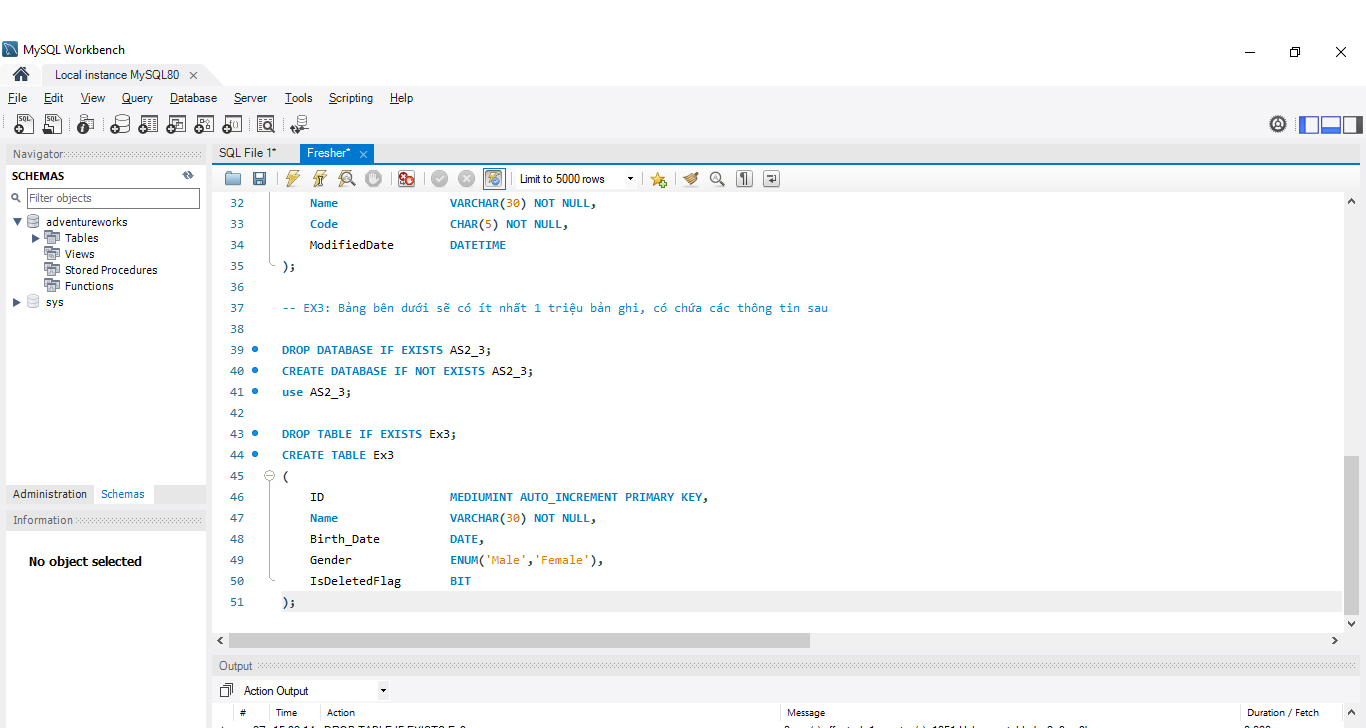 MySQL Workbench
Local instance MySQL80
File Edit View Query Database Server Tools Scripting Help
Navigator
SQL File 1*
Fresher*
SCHEMAS
Limit to 5000 rows
Filter objects
adventureworks
Tables
Views
Stored Procedures
Functions
sys
Administration Schemas
Information
No object selected
32 Name VARCHAR(30) NOT NULL,
33 Code CHAR(5) NOT NULL,
34 ModifiedDate DATETIME
35 );
36
37 -- EX3: Bảng bên dưới sẽ có ít nhất 1 triệu bản ghi, có chứa các thông tin sau
38
39 DROP DATABASE IF EXISTS AS2_3;
40 CREATE DATABASE IF NOT EXISTS AS2_3;
41 use AS2_3;
42
43 DROP TABLE IF EXISTS Ex3;
44 CREATE TABLE Ex3
45 (
46 ID MEDIUMINT AUTO_INCREMENT PRIMARY KEY,
47 Name VARCHAR(30) NOT NULL,
48 Birth_Date DATE,
49 Gender ENUM('Male','Female'),
50 IsDeletedFlag BIT
51 );
Output
Action Output
# Time Action Message Duration / Fetch